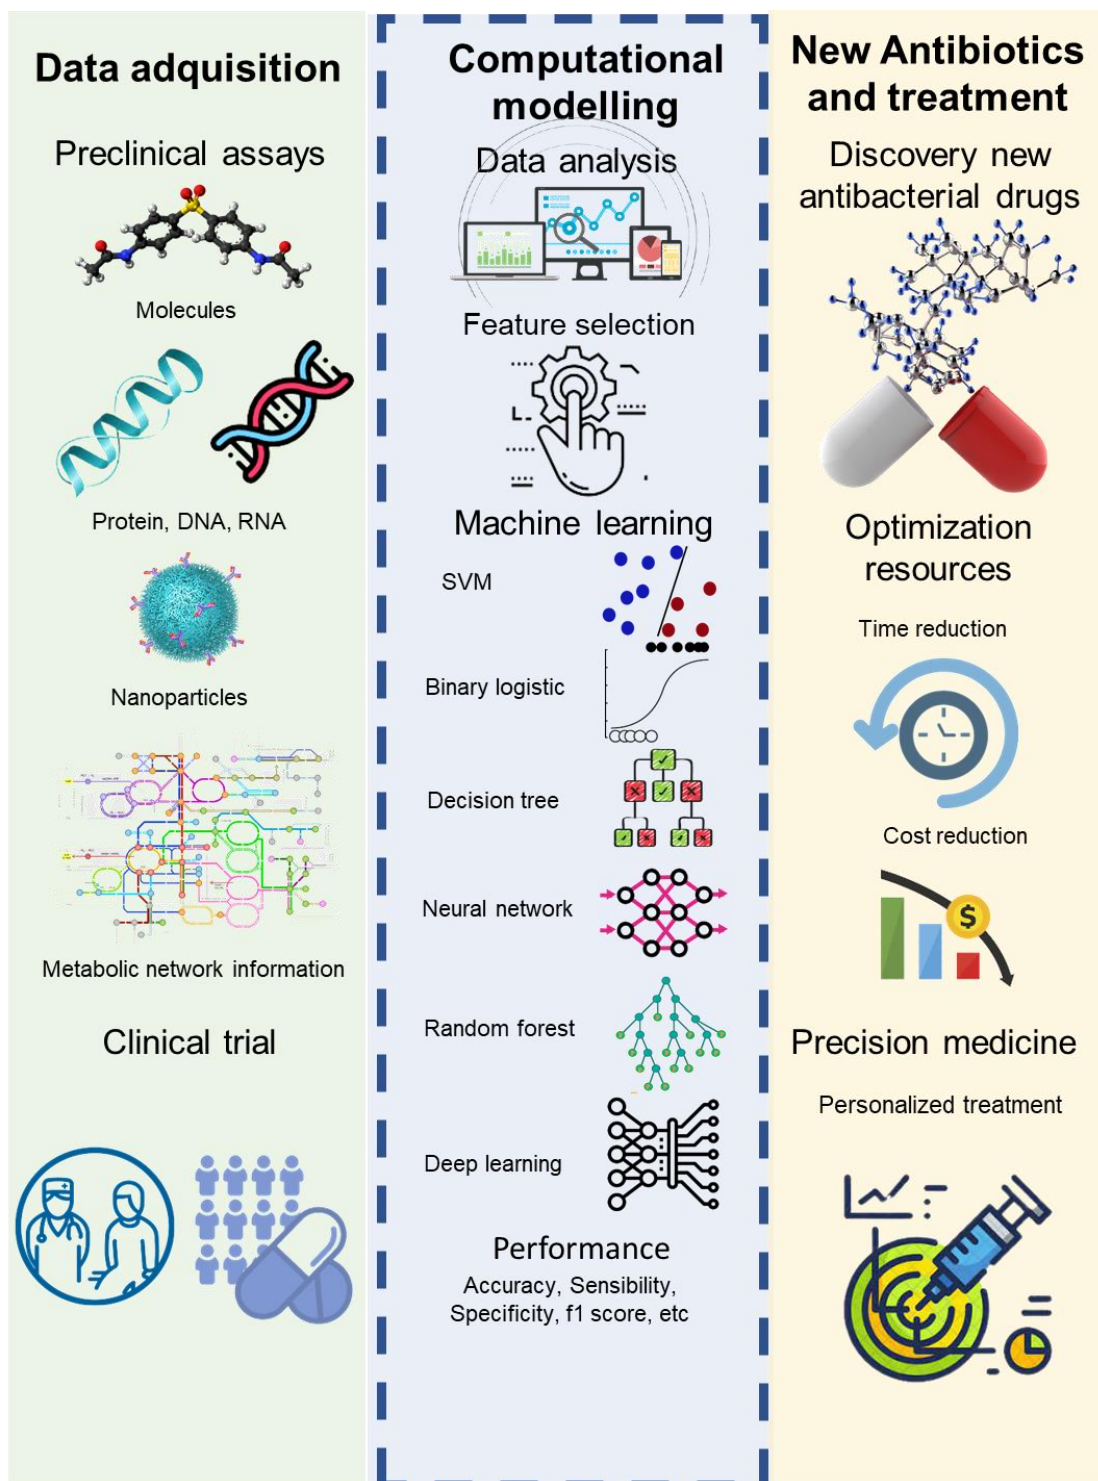 Data adquisition
Preclinical assays
Molecules
Protein, DNA, RNA
Nanoparticles
Metabolic network information
Clinical trial
Computational
modelling
Data analysis
Feature selection
Machine learning
SVM
Binary logistic
Decision tree
Neural network
Random forest
Deep learning
Performance
Accuracy, Sensibility,
Specificity, f1 score, etc
New Antibiotics
and treatment
Discovery new
antibacterial drugs
Optimization
resources
Time reduction
Cost reduction
$
Precision medicine
Personalized treatment